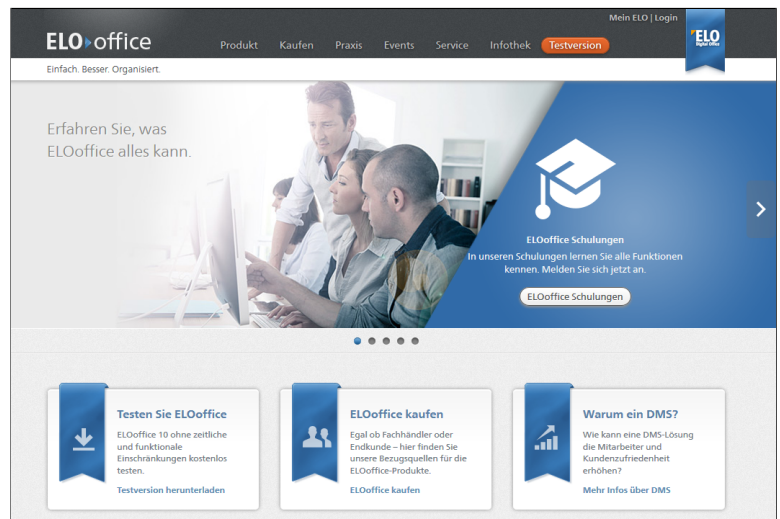 Mein ELO | Login
ELO office
Produkt Kaufen Praxis Events Service Infothek Testversion
ELO
Digital Office
Einfach. Besser. Organisiert.
Erfahren Sie, was
ELOoffice alles kann.
ELOoffice Schulungen
In unseren Schulungen lernen Sie alle Funktionen
kennen. Melden Sie sich jetzt an.
ELOoffice Schulungen
Testen Sie ELOoffice
ELOoffice 10 ohne zeitliche
und funktionale
Einschränkungen kostenlos
testen.
Testversion herunterladen
ELOoffice kaufen
Egal ob Fachhändler oder
Endkunde – hier finden Sie
unsere Bezugsquellen für die
ELOoffice-Produkte.
ELOoffice kaufen
Warum ein DMS?
Wie kann eine DMS-Lösung
die Mitarbeiter und
Kundenzufriedenheit
erhöhen?
Mehr Infos über DMS